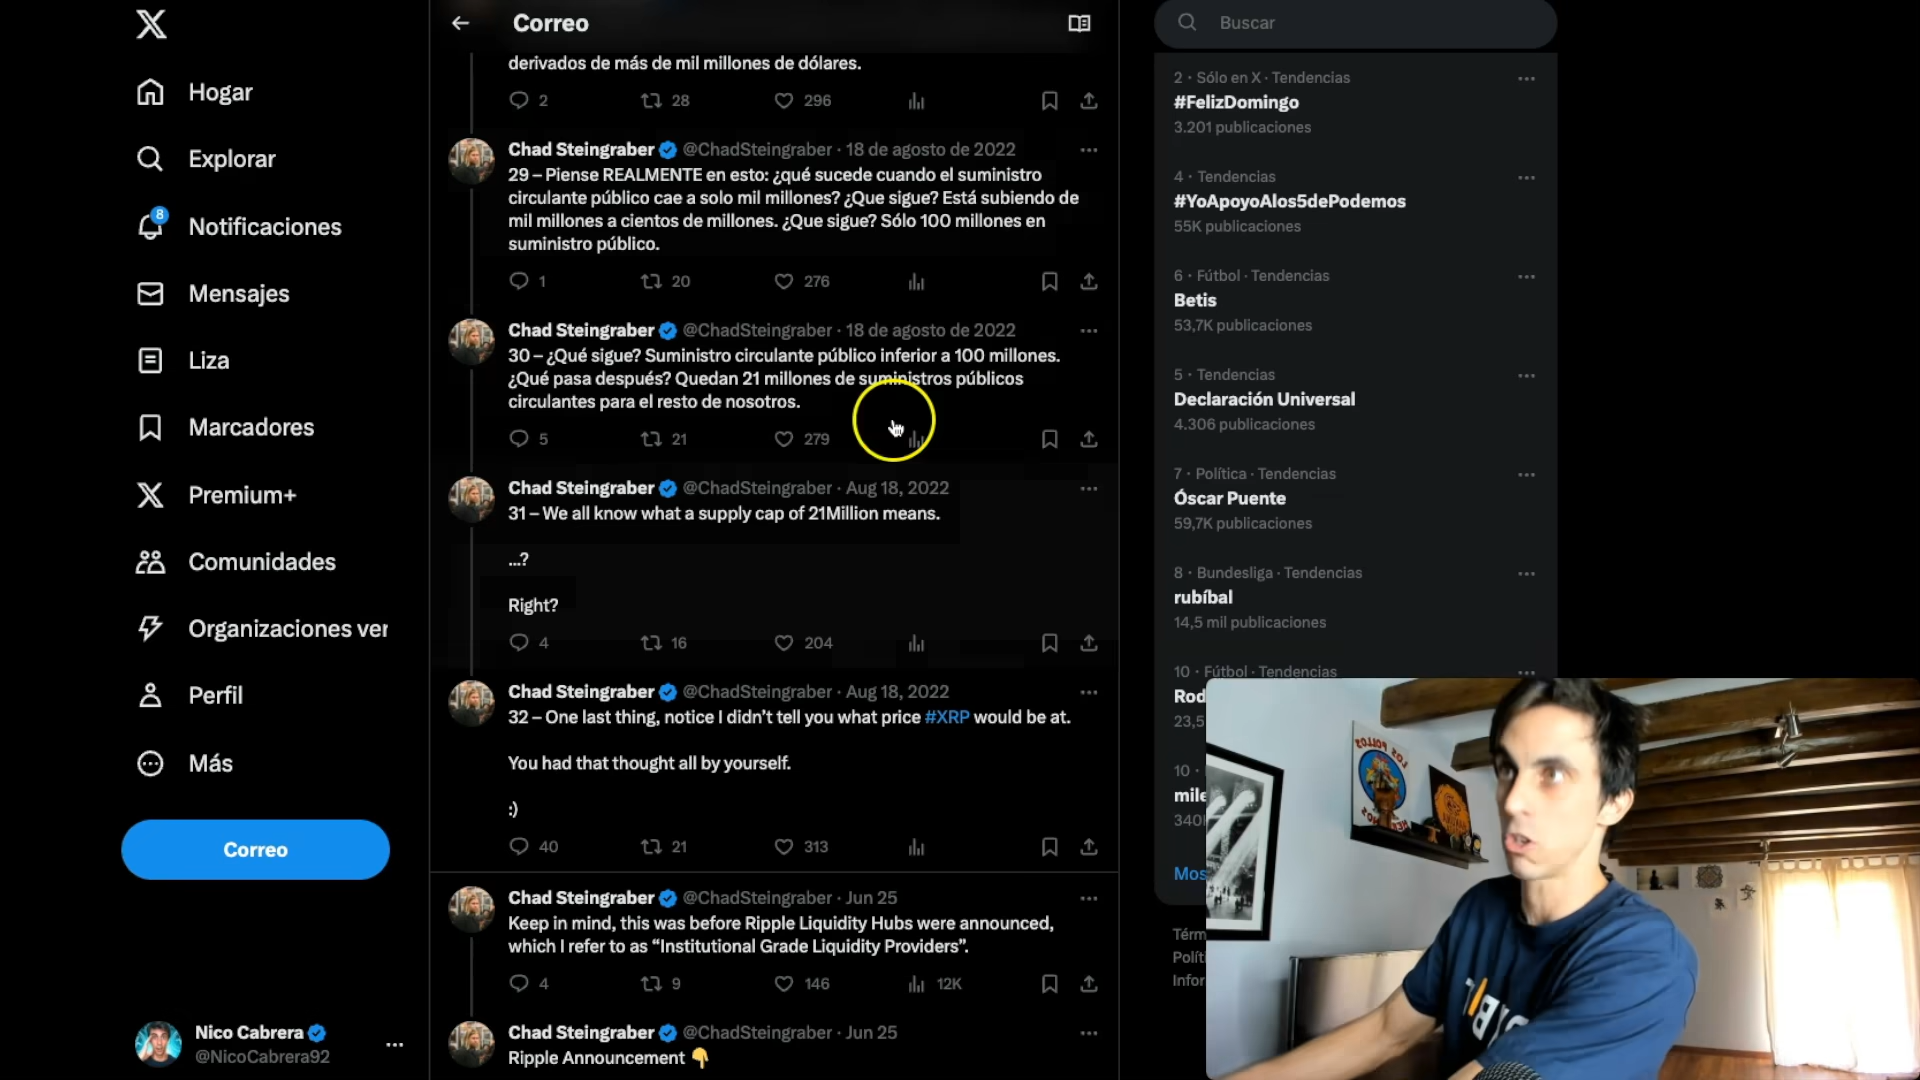 Hogar
Explorar
8
Notificaciones
Mensajes
Liza
Marcadores
Premium+
Comunidades
Organizaciones ver
Perfil
Más
Correo
Nico Cabrera
@NicoCabrera92
Correo
derivados de más de mil millones de dólares.
2 28 296
Chad Steingraber @ChadSteingraber · 18 de agosto de 2022
29 – Piense REALMENTE en esto: ¿qué sucede cuando el suministro
circulante público cae a solo mil millones? ¿Que sigue? Está subiendo de
mil millones a cientos de millones. ¿Que sigue? Sólo 100 millones en
suministro público.
1 20 276
Chad Steingraber @ChadSteingraber · 18 de agosto de 2022
30 – ¿Qué sigue? Suministro circulante público inferior a 100 millones.
¿Qué pasa después? Quedan 21 millones de suministros públicos
circulantes para el resto de nosotros.
5 21 279
Chad Steingraber @ChadSteingraber · Aug 18, 2022
31 – We all know what a supply cap of 21Million means.
...?
Right?
4 16 204
Chad Steingraber @ChadSteingraber · Aug 18, 2022
32 – One last thing, notice I didn't tell you what price #XRP would be at.
You had that thought all by yourself.
:)
40 21 313
Chad Steingraber @ChadSteingraber · Jun 25
Keep in mind, this was before Ripple Liquidity Hubs were announced,
which I refer to as “Institutional Grade Liquidity Providers”.
4 9 146 12K
Chad Steingraber @ChadSteingraber · Jun 25
Ripple Announcement 👇
Buscar
2 · Sólo en X · Tendencias
#FelizDomingo
3.201 publicaciones
4 · Tendencias
#YoApoyoAlos5dePodemos
55K publicaciones
6 · Fútbol · Tendencias
Betis
53,7K publicaciones
5 · Tendencias
Declaración Universal
4.306 publicaciones
7 · Política · Tendencias
Óscar Puente
59,7K publicaciones
8 · Bundesliga · Tendencias
rubíbal
14,5 mil publicaciones
10 · Fútbol · Tendencias
Rod
23,5
10 ·
mile
340
Mos
Térm
Polít
Infor
LOS POLLOS